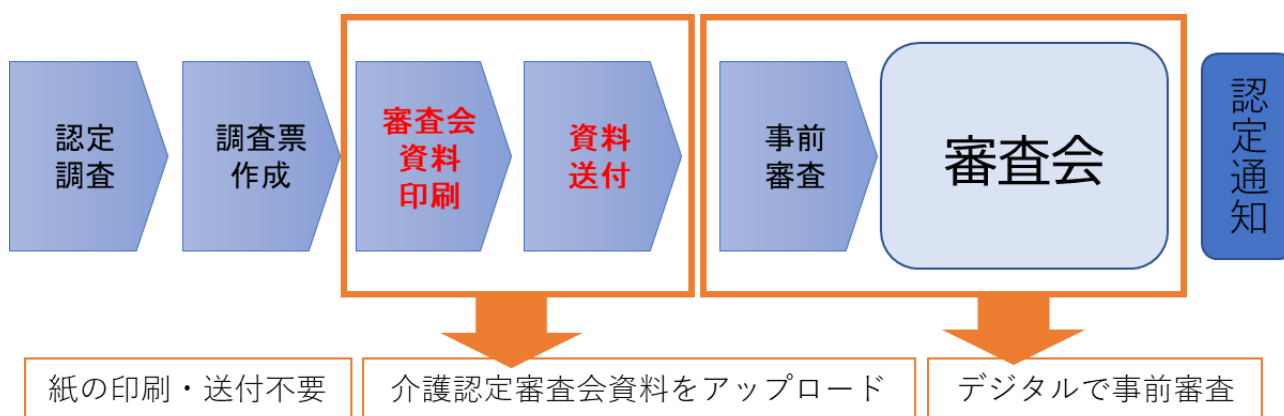 認定
調査
調査票
作成
審査会
資料
印刷
資料
送付
事前
審査
審査会
認定通知
紙の印刷・送付不要
介護認定審査会資料をアップロード
デジタルで事前審査